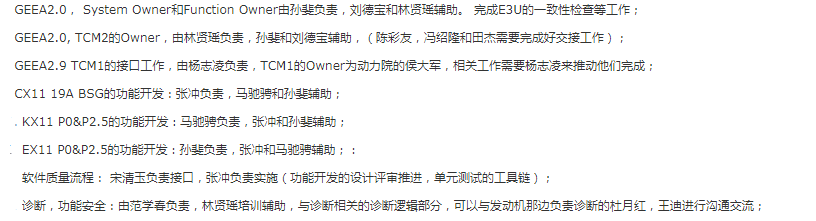 GEEA2.0， System Owner和Function Owner由孙斐负责，刘德宝和林贤瑶辅助。 完成E3U的一致性检查等工作；
GEEA2.0, TCM2的Owner，由林贤瑶负责，孙斐和刘德宝辅助，（陈彩友，冯绍隆和田杰需要完成好交接工作）；
GEEA2.9 TCM1的接口工作，由杨志凌负责，TCM1的Owner为动力院的侯大军，相关工作需要杨志凌来推动他们完成；
CX11 19A BSG的功能开发：张冲负责，马驰骋和孙斐辅助；
. KX11 P0&P2.5的功能开发：马驰骋负责，张冲和孙斐辅助；
EX11 P0&P2.5的功能开发：孙斐负责，张冲和马驰骋辅助；：
软件质量流程： 宋清玉负责接口，张冲负责实施（功能开发的设计评审推进，单元测试的工具链）；
诊断，功能安全：由范学春负责，林贤瑶培训辅助，与诊断相关的诊断逻辑部分，可以与发动机那边负责诊断的杜月红，王迪进行沟通交流；